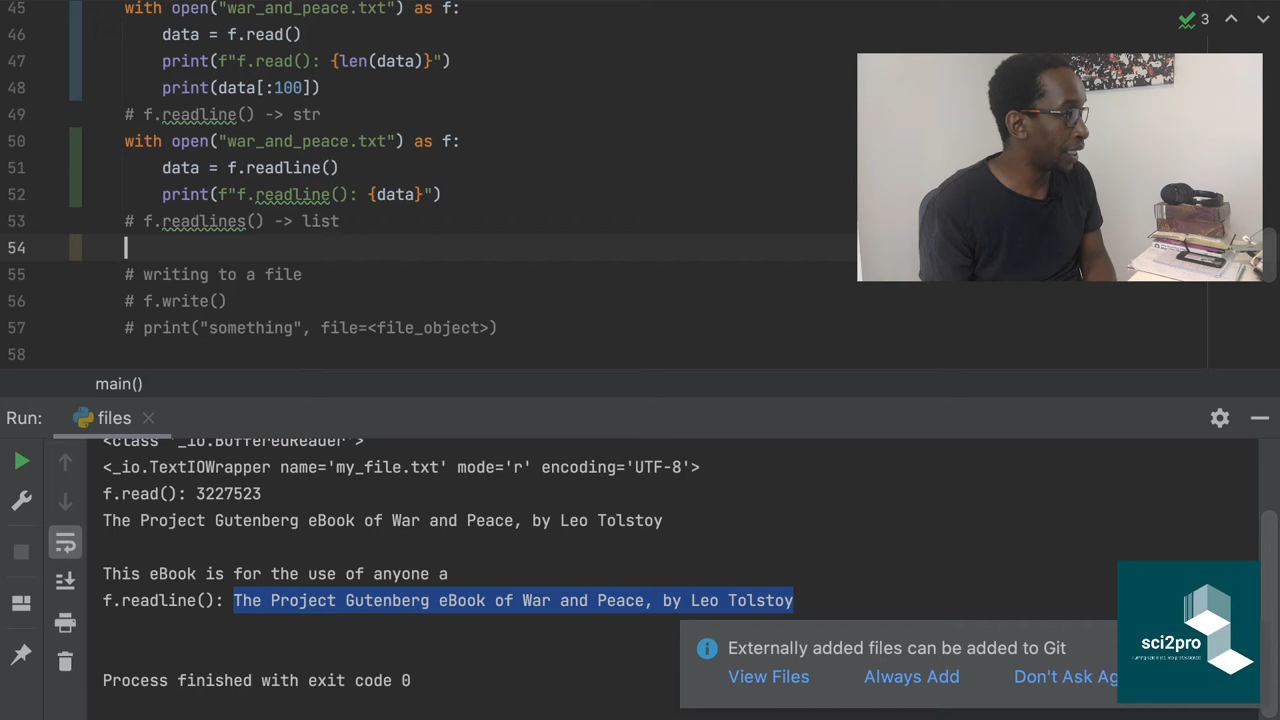 45 with open("war_and_peace.txt") as f:
46 data = f.read()
47 print(f"f.read(): {len(data)}")
48 print(data[:100])
49 # f.readline() -> str
50 with open("war_and_peace.txt") as f:
51 data = f.readline()
52 print(f"f.readline(): {data}")
53 # f.readlines() -> list
54
55 # writing to a file
56 # f.write()
57 # print("something", file=<file_object>)
58
3
main()
Run: files
<class '_io.BufferedReader'>
<_io.TextIOWrapper name='my_file.txt' mode='r' encoding='UTF-8'>
f.read(): 3227523
The Project Gutenberg eBook of War and Peace, by Leo Tolstoy
This eBook is for the use of anyone a
f.readline(): The Project Gutenberg eBook of War and Peace, by Leo Tolstoy
Process finished with exit code 0
Externally added files can be added to Git
View Files Always Add Don't Ask Ag
sci2pro